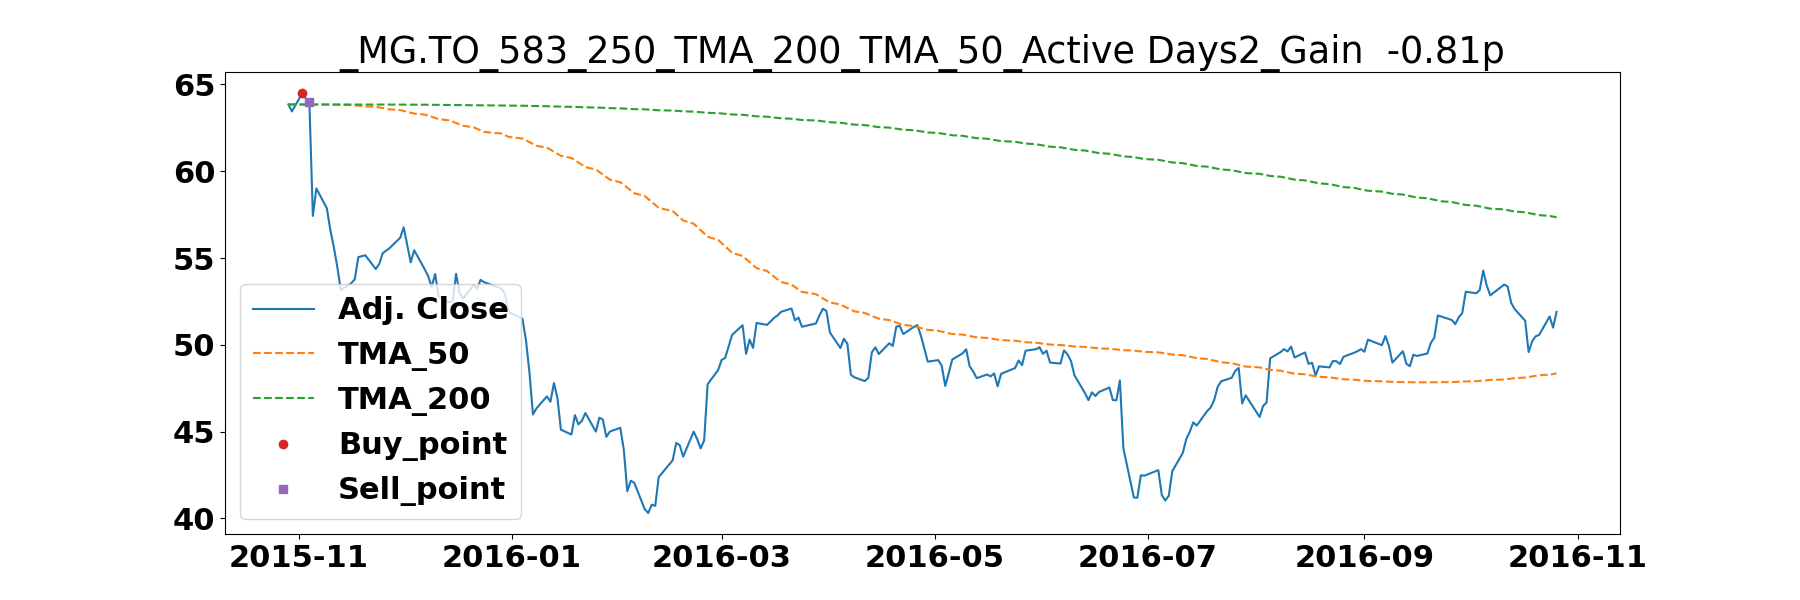 _MG.TO_583_250_TMA_200_TMA_50_Active Days2_Gain  -0.81p
65
60
55
50
45
40
Adj. Close
TMA_50
TMA_200
Buy_point
Sell_point
2015-11 2016-01 2016-03 2016-05 2016-07 2016-09 2016-11